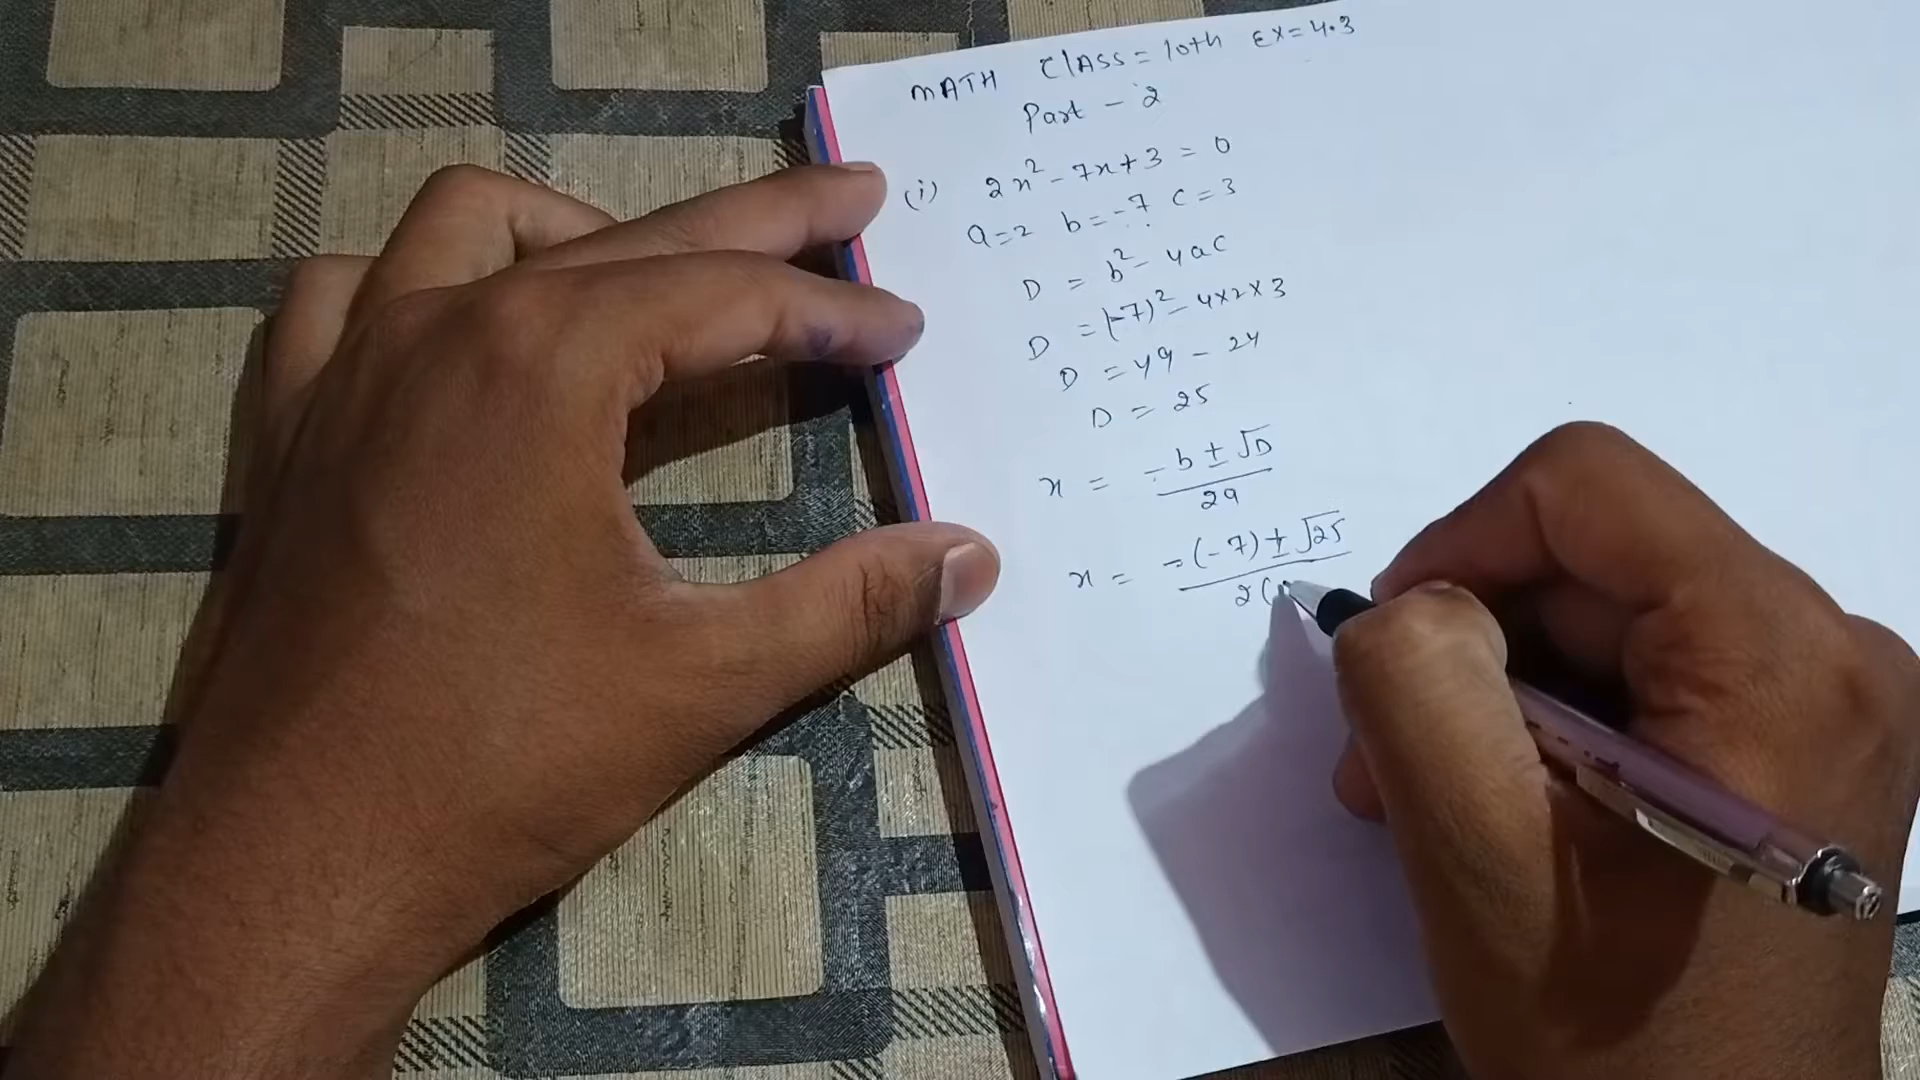 MATH CLASS = 10th EX = 4.3
Part - 2
(i) 2x² - 7x + 3 = 0
a = 2 b = -7 c = 3
D = b² - 4ac
D = (-7)² - 4×2×3
D = 49 - 24
D = 25
x = -b ± √D / 2a
x = -(-7) ± √25 / 2(